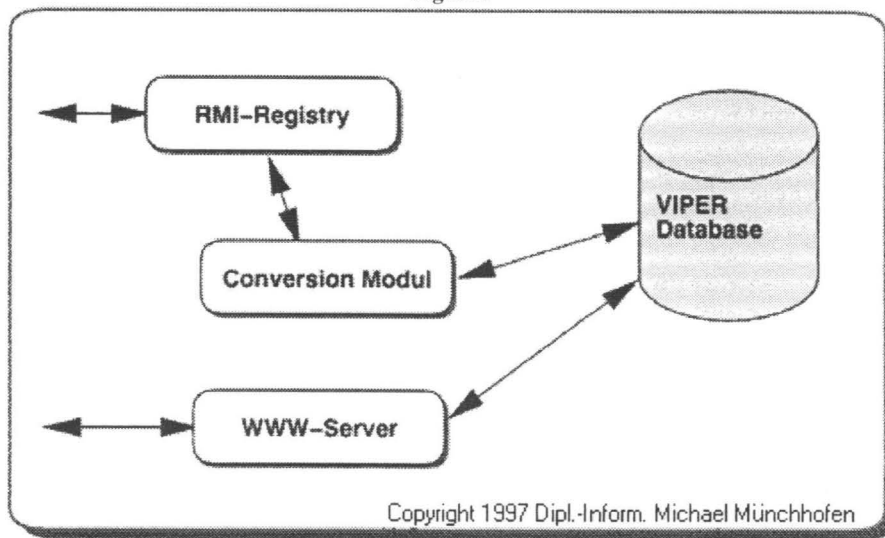 RMI-Registry
VIPER
Database
Conversion Modul
WWW-Server
Copyright 1997 Dipl.-Inform. Michael Münchhofen